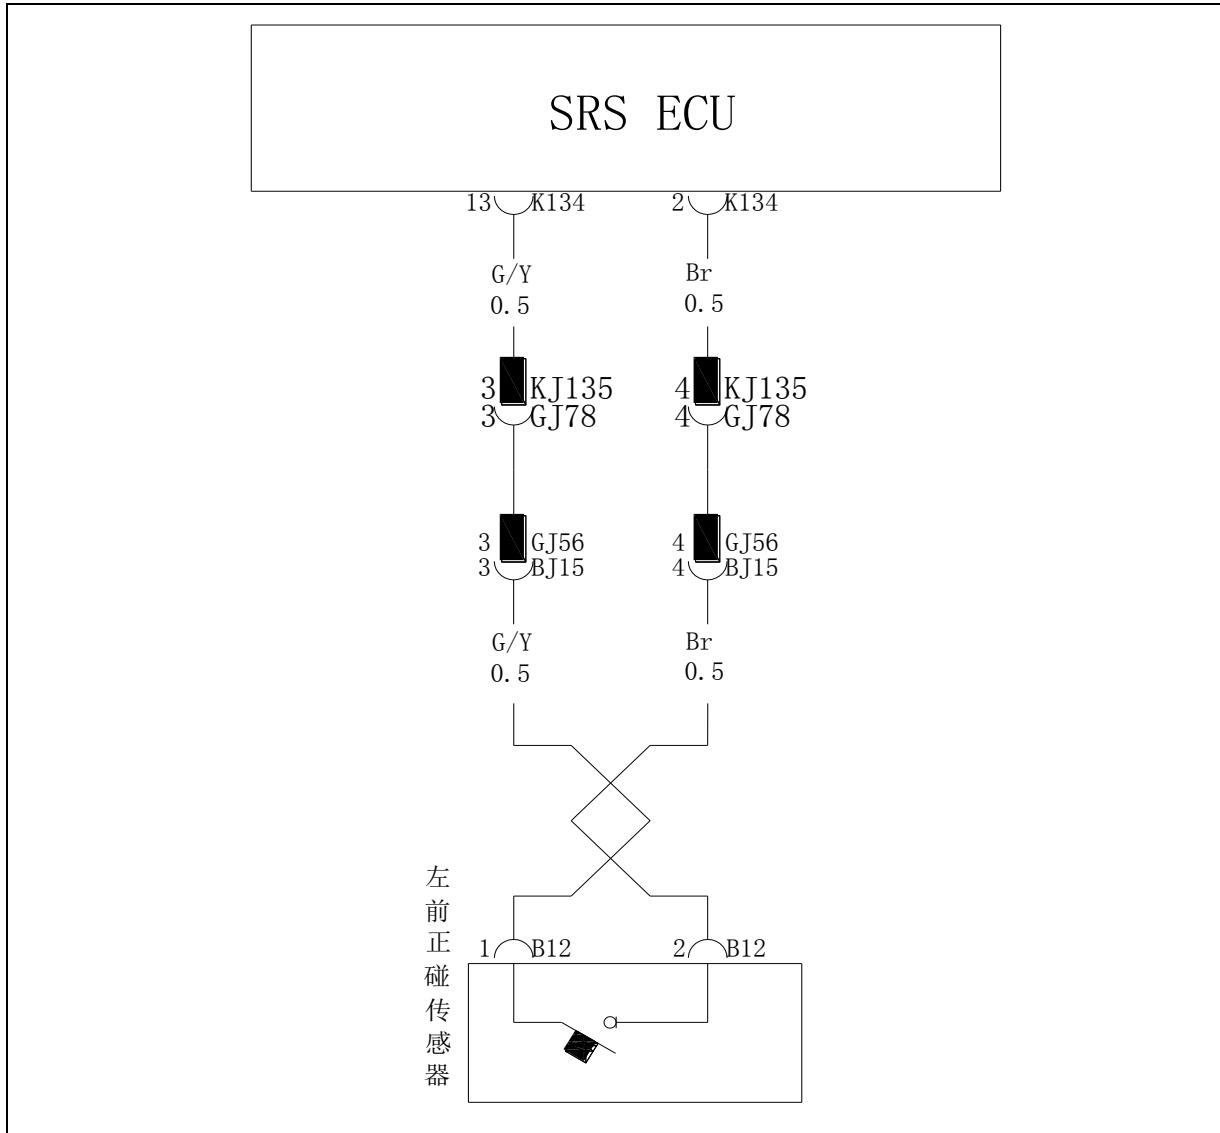 SRS ECU
13 K134 2 K134
G/Y Br
0.5 0.5
3 KJ135 4 KJ135
3 GJ78 4 GJ78
3 GJ56 4 GJ56
3 BJ15 4 BJ15
G/Y Br
0.5 0.5
左前正碰传感器
1 B12 2 B12